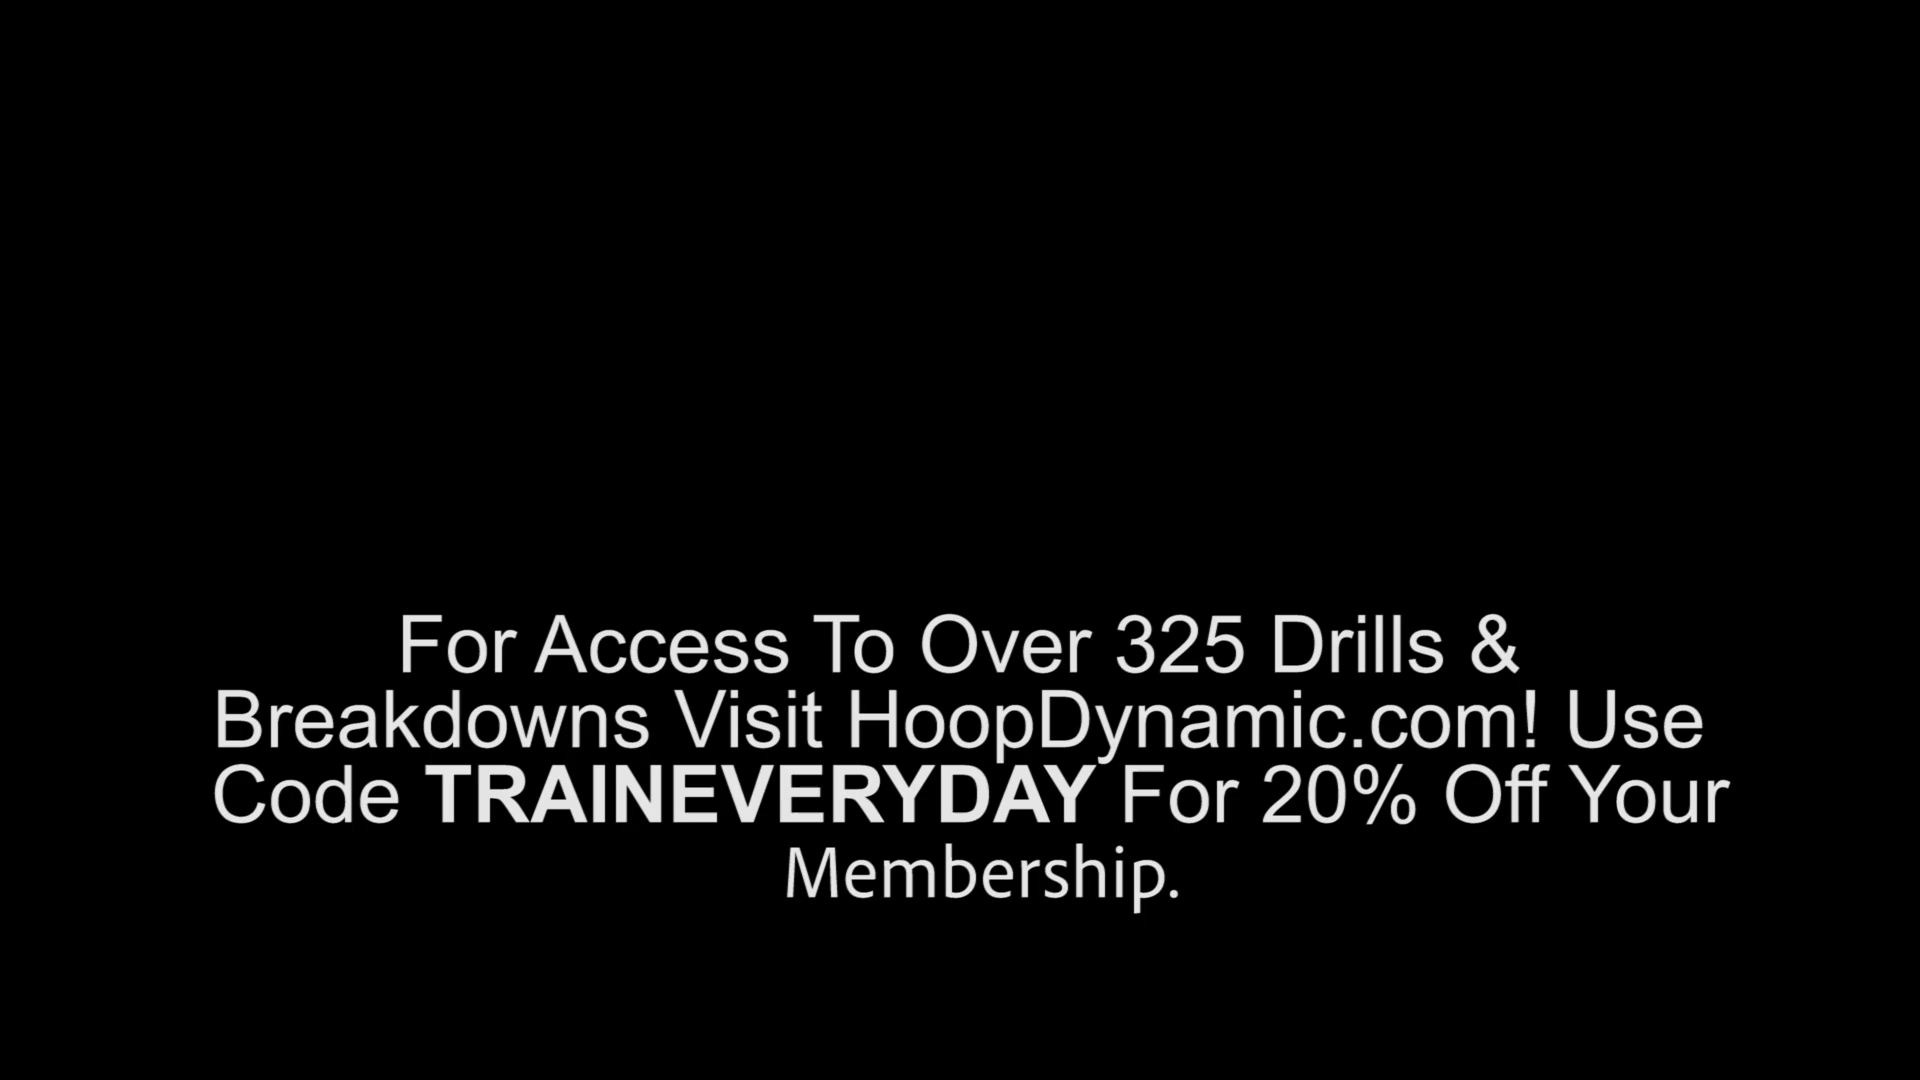 For Access To Over 325 Drills &
Breakdowns Visit HoopDynamic.com! Use
Code TRAINEVERYDAY For 20% Off Your
Membership.